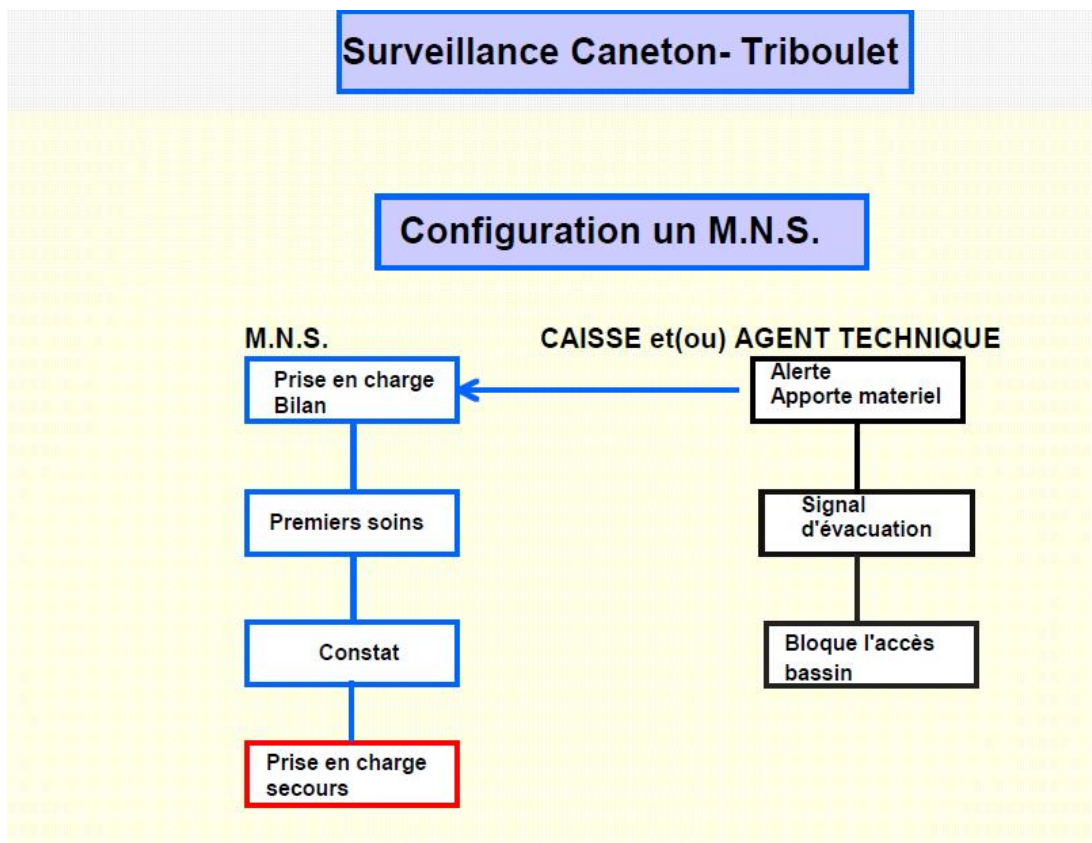 Surveillance Caneton- Triboulet
Configuration un M.N.S.
M.N.S.
CAISSE et(ou) AGENT TECHNIQUE
Prise en charge
Bilan
Alerte
Apporte materiel
Premiers soins
Signal
d'évacuation
Constat
Bloque l'accès
bassin
Prise en charge
secours